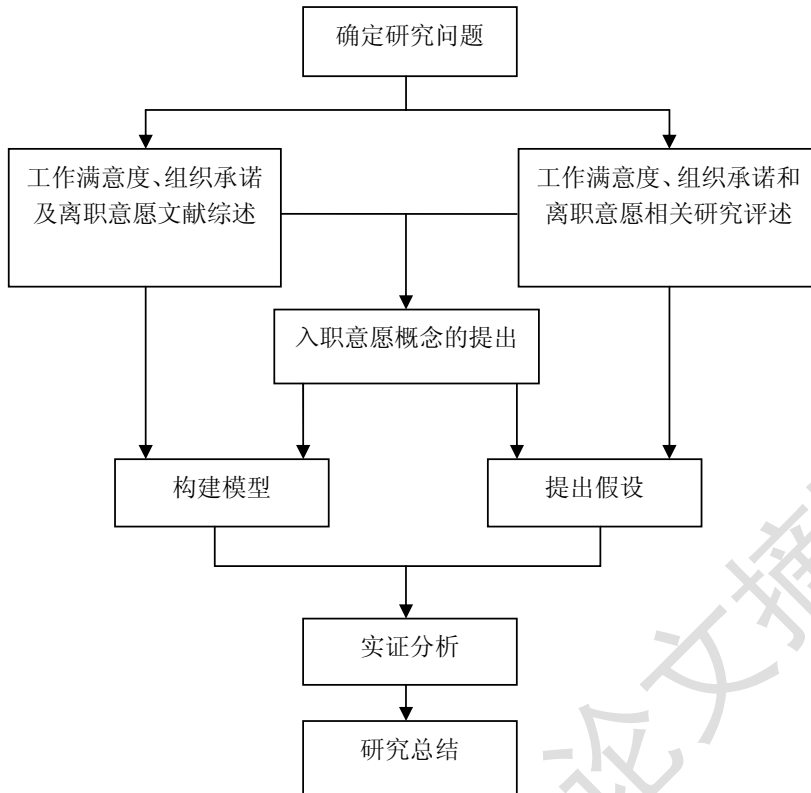 确定研究问题
工作满意度、组织承诺
及离职意愿文献综述
工作满意度、组织承诺和
离职意愿相关研究评述
入职意愿概念的提出
构建模型
提出假设
实证分析
研究总结
论文摘